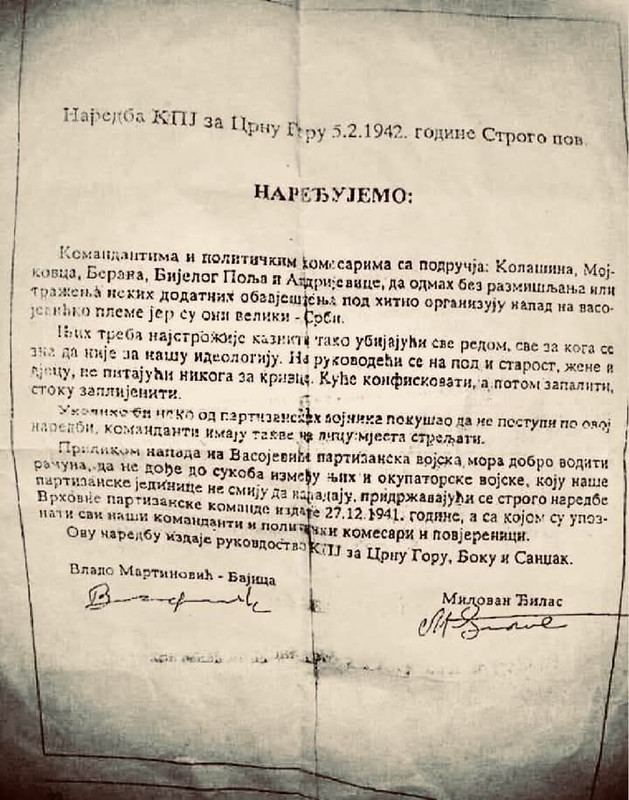 Наредба КПЈ за Црну Гору 5.2.1942. године Строго пов.
НАРЕЂУЈЕМО:
Командантима и политичким комесарима са подручја: Колашина, Мој-
ковца, Берана, Бијелог Поља и Андријевице, да одмах без размишљања или
тражења неких додатних обавјештења под хитно организују напад на васо-
јевићко племе јер су они велики - Срби.
Њих треба најстрожије казнити тако убијајући све редом, све за кога се
зна да није за нашу идеологију. Не руководећи се на пол и старост, жене и
дјецу, не питајући никога за кривце. Куће конфисковати, а потом запалити,
стоку заплијенити.
Уколико би неко од партизанских војника покушао да не поступи по овој
наредби, команданти имају такве на лицу мјеста стрељати.
Приликом напада на Васојевиће партизанска војска мора добро водити
рачуна, да не дође до сукоба између њих и окупаторске војске, коју наше
партизанске јединице не смију да нападају, придржавајући се строго наредбе
Врховне партизанске команде издате 27.12.1941. године, а са којом су упоз-
нати сви наши команданти и политички комесари и повјереници.
Ову наредбу издаје руководство КПЈ за Црну Гору, Боку и Санџак.
Владо Мартиновић - Бајица
Милован Ђилас